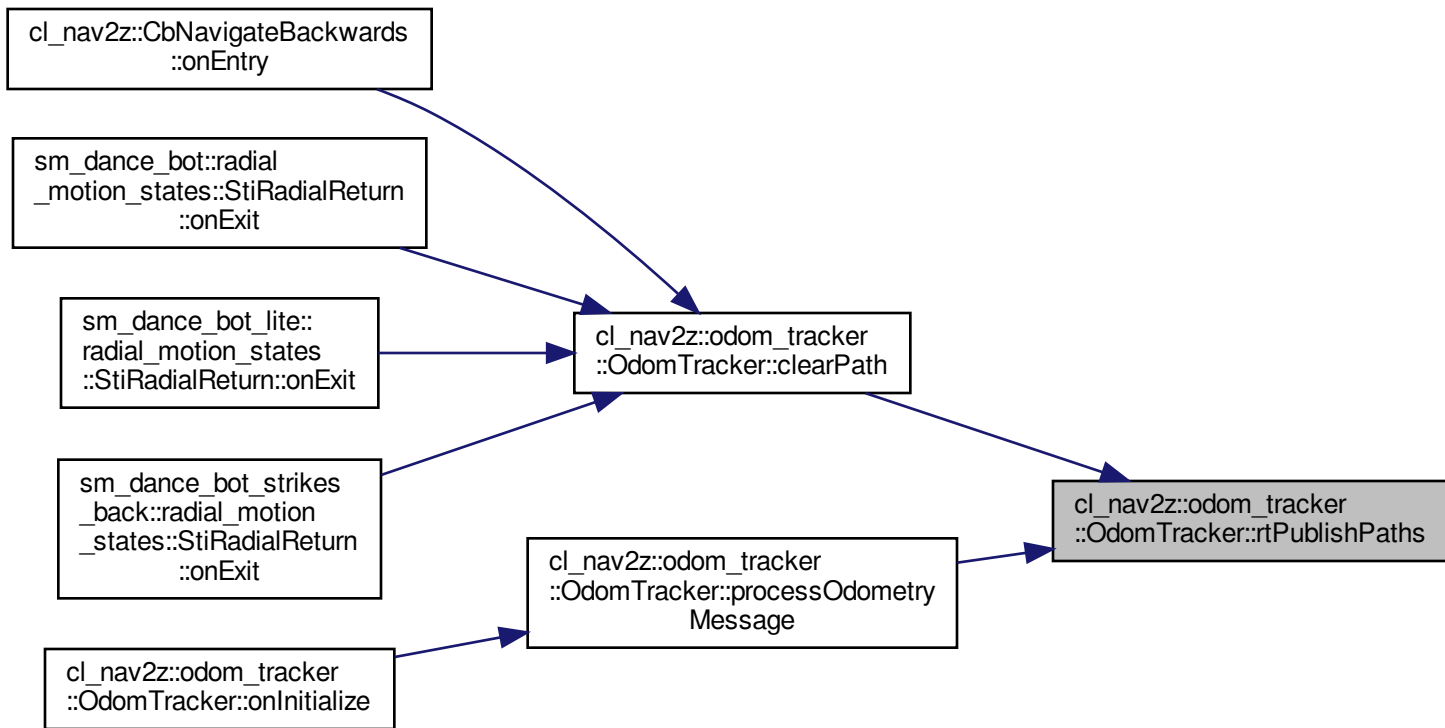 cl_nav2z::CbNavigateBackwards
::onEntry
sm_dance_bot::radial
_motion_states::StiRadialReturn
::onExit
sm_dance_bot_lite::
radial_motion_states
::StiRadialReturn::onExit
sm_dance_bot_strikes
_back::radial_motion
_states::StiRadialReturn
::onExit
cl_nav2z::odom_tracker
::OdomTracker::onInitialize
cl_nav2z::odom_tracker
::OdomTracker::clearPath
cl_nav2z::odom_tracker
::OdomTracker::processOdometry
Message
cl_nav2z::odom_tracker
::OdomTracker::rtPublishPaths